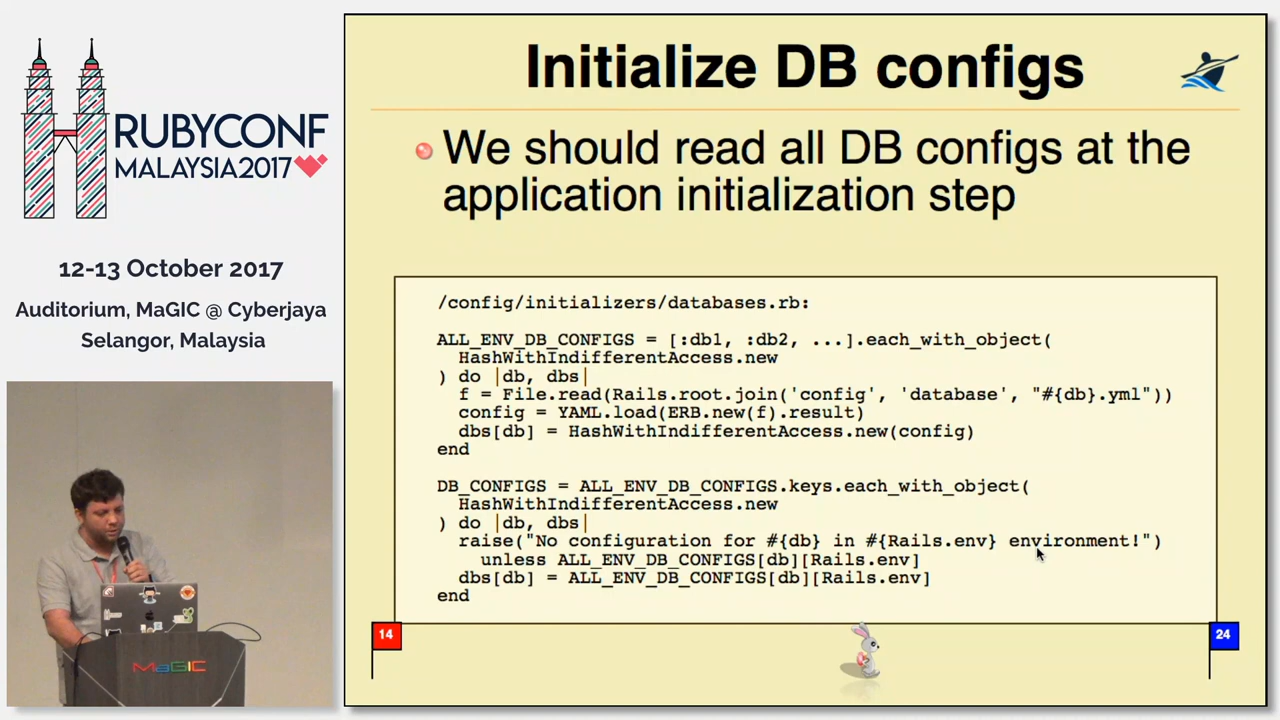 RUBYCONF
MALAYSIA2017
12-13 October 2017
Auditorium, MaGIC @ Cyberjaya
Selangor, Malaysia
MaGIC
Initialize DB configs
We should read all DB configs at the
application initialization step
/config/initializers/databases.rb:
ALL_ENV_DB_CONFIGS = [:db1, :db2, ...].each_with_object(
HashWithIndifferentAccess.new
) do |db, dbs|
f = File.read(Rails.root.join('config', 'database', "#{db}.yml"))
config = YAML.load(ERB.new(f).result)
dbs[db] = HashWithIndifferentAccess.new(config)
end
DB_CONFIGS = ALL_ENV_DB_CONFIGS.keys.each_with_object(
HashWithIndifferentAccess.new
) do |db, dbs|
raise("No configuration for #{db} in #{Rails.env} environment!")
unless ALL_ENV_DB_CONFIGS[db][Rails.env]
dbs[db] = ALL_ENV_DB_CONFIGS[db][Rails.env]
end
14
24